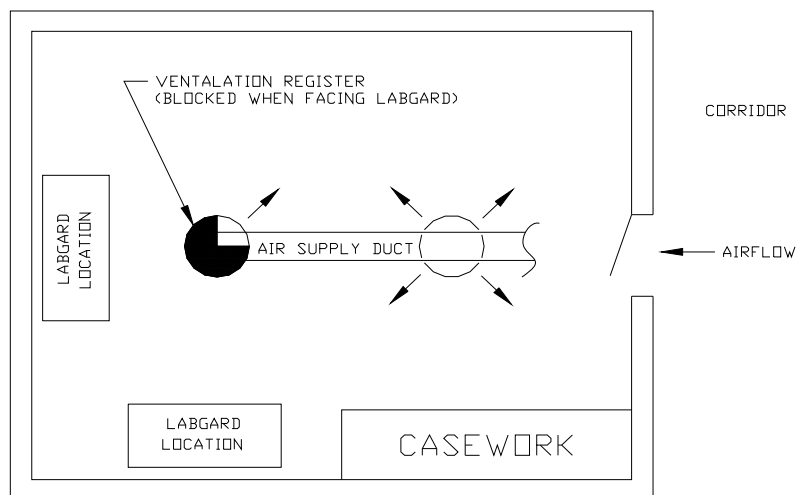 VENTALATION REGISTER
(BLOCKED WHEN FACING LABGARD)
CORRIDOR
LABGARD
LOCATION
AIR SUPPLY DUCT
AIRFLOW
LABGARD
LOCATION
CASEWORK